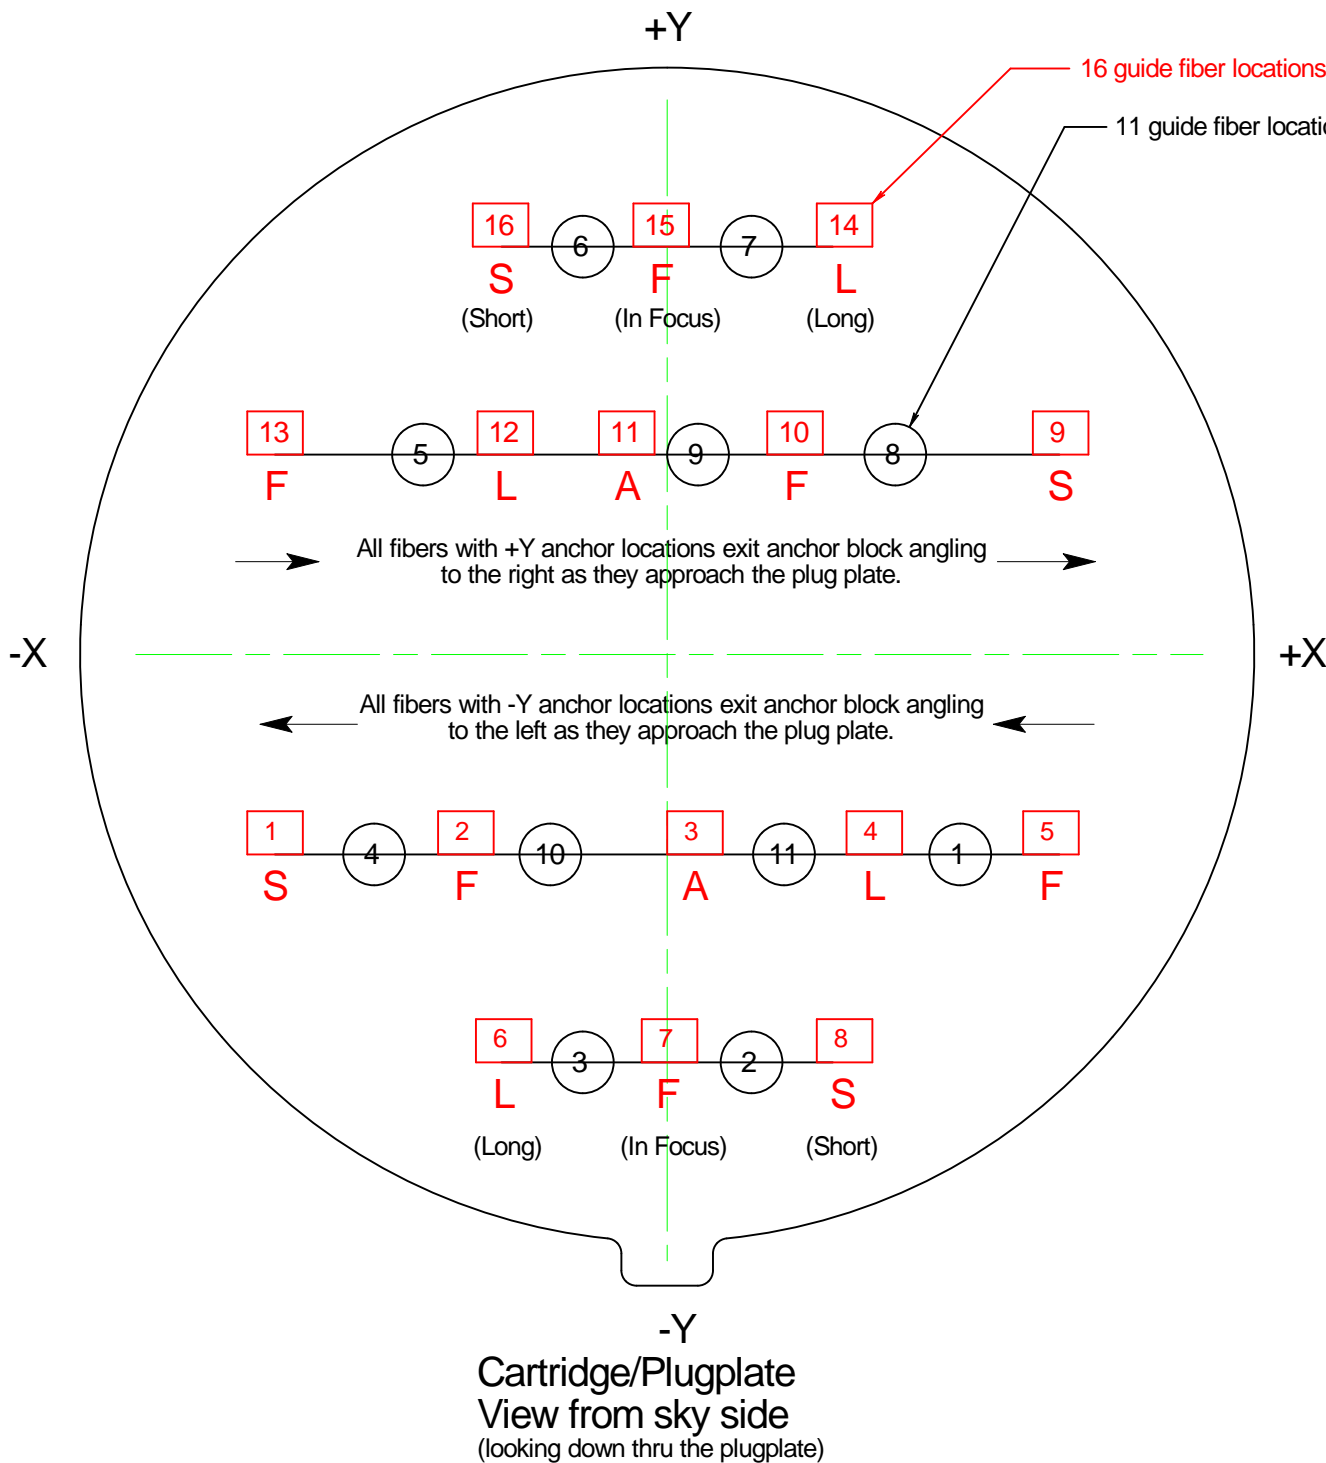 +Y
16 guide fiber locations
11 guide fiber
16 6 15 7 14
S F L
(Short) (In Focus) (Long)
13 5 12 11 9 10 8 9
F L A F S
All fibers with +Y anchor locations exit anchor block angling
to the right as they approach the plug plate.
-X +X
All fibers with -Y anchor locations exit anchor block angling
to the left as they approach the plug plate.
1 4 2 10 3 11 4 1 5
S F A L F
6 3 7 2 8
L F S
(Long) (In Focus) (Short)
-Y
Cartridge/Plugplate
View from sky side
(looking down thru the plugplate)